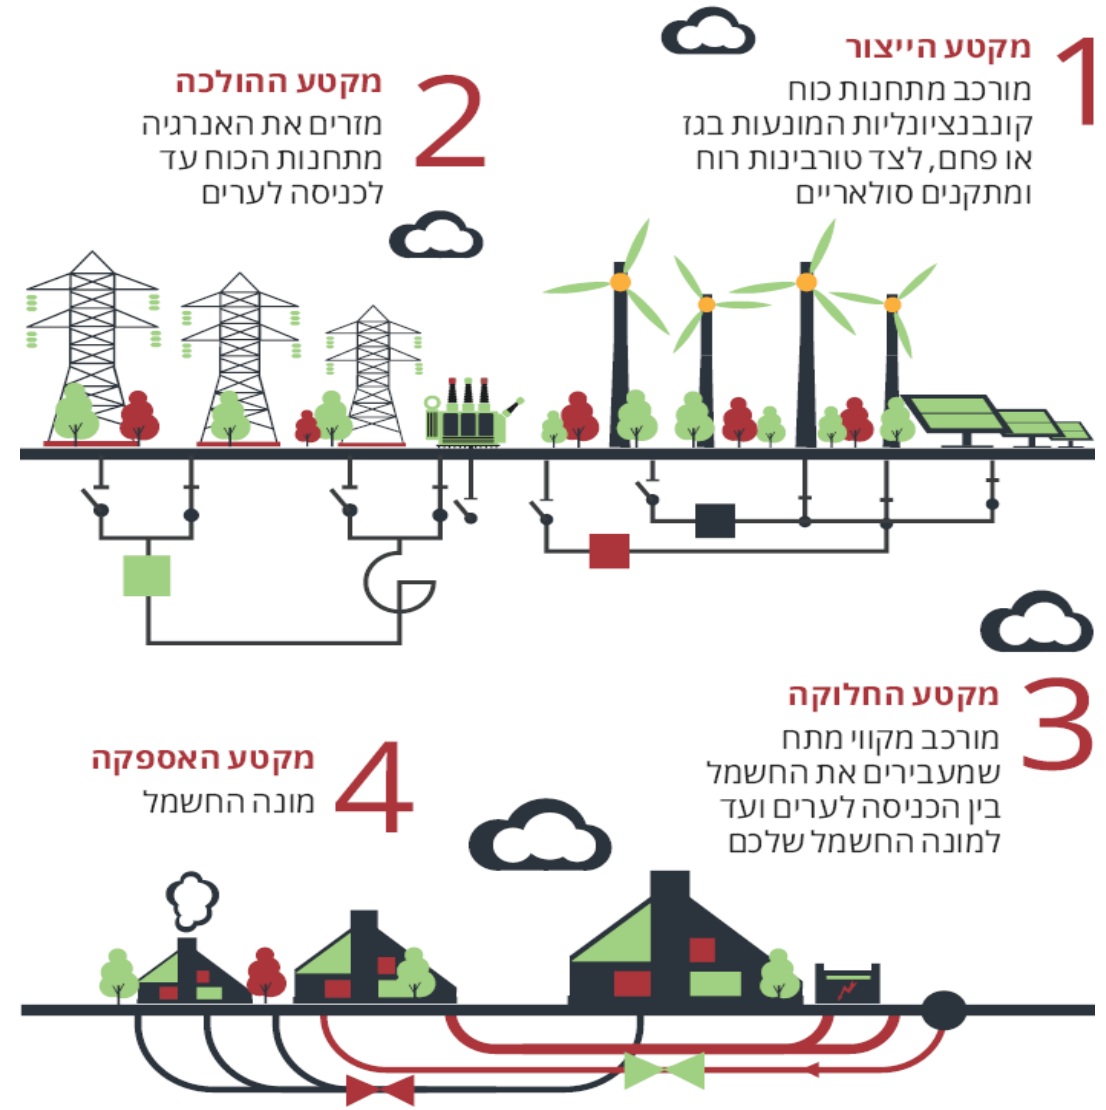 1
מקטע הייצור
מורכב מתחנות כוח
קונבנציונליות המונעות בגז
או פחם, לצד טורבינות רוח
ומתקנים סולאריים
2
מקטע ההולכה
מזרים את האנרגיה
מתחנות הכוח עד
לכניסה לערים
3
מקטע החלוקה
מורכב מקווי מתח
שמעבירים את החשמל
בין הכניסה לערים ועד
למונה החשמל שלכם
4
מקטע האספקה
מונה החשמל